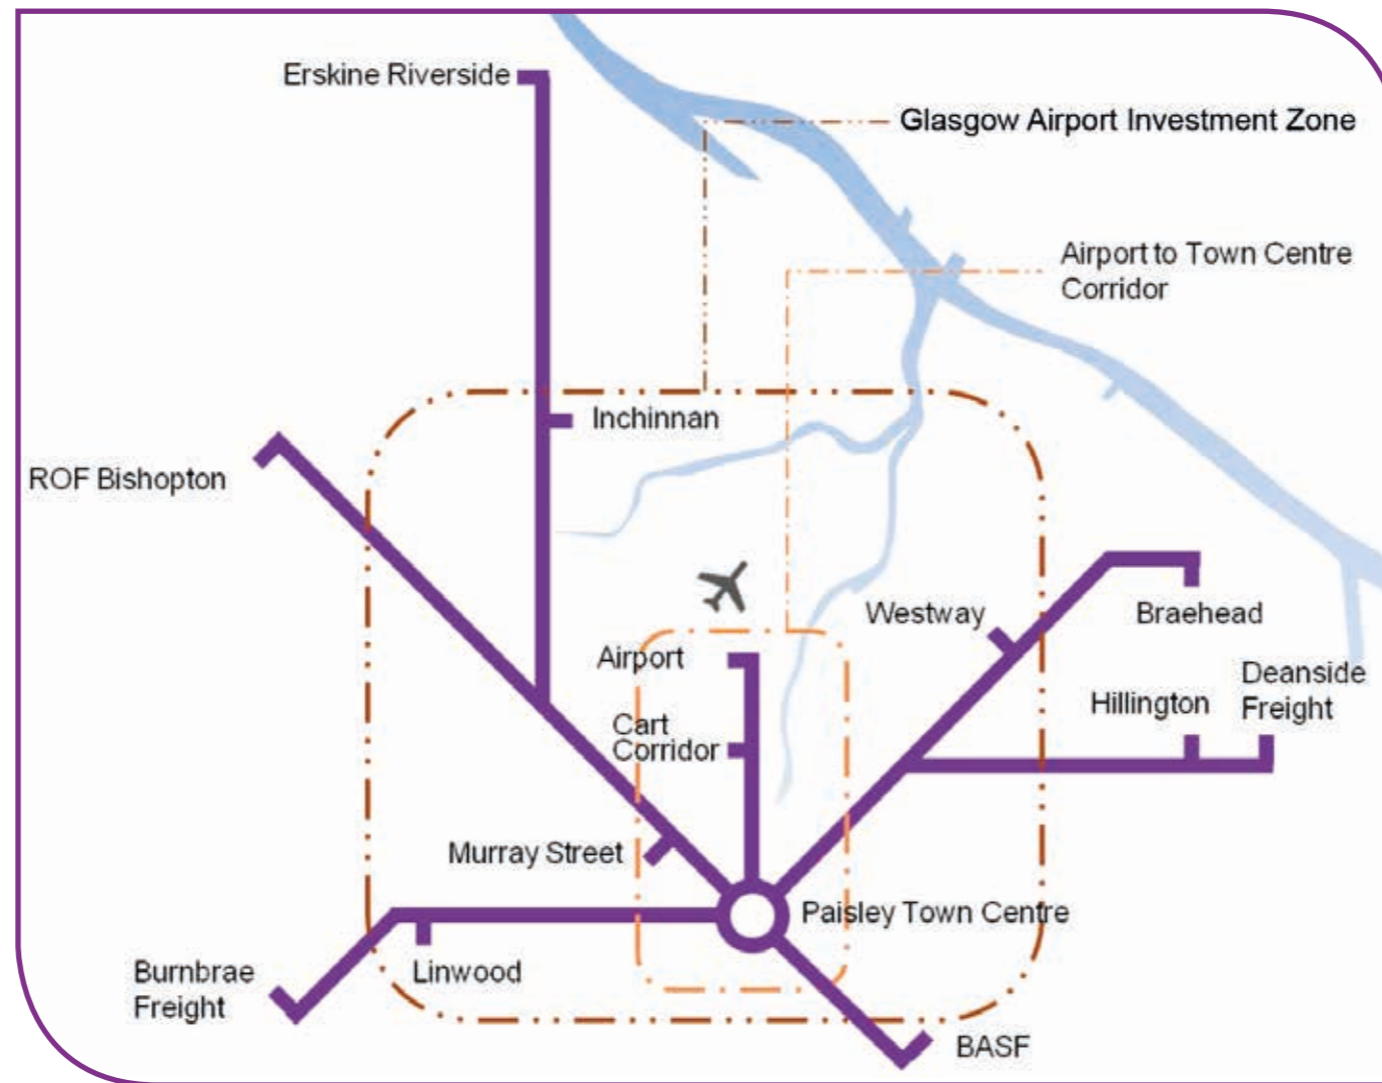 Erskine Riverside
Glasgow Airport Investment Zone
Airport to Town Centre
Corridor
Inchinnan
ROF Bishopton
Westway
Braehead
Airport
Deanside
Freight
Hillington
Cart
Corridor
Murray Street
Paisley Town Centre
Burnbrae
Freight
Linwood
BASF